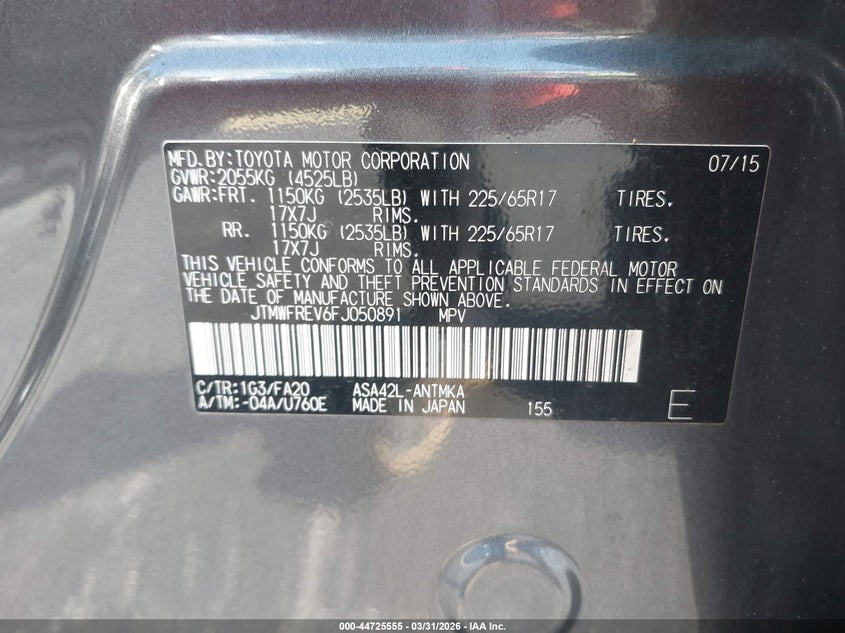 MFD.BY:TOYOTA MOTOR CORPORATION 07/15
GVWR:2055KG (4525LB)
GAWR:FRT. 1150KG (2535LB) WITH 225/65R17 TIRES.
17X7J RIMS.
RR. 1150KG (2535LB) WITH 225/65R17 TIRES.
17X7J RIMS.
THIS VEHICLE CONFORMS TO ALL APPLICABLE FEDERAL MOTOR
VEHICLE SAFETY AND THEFT PREVENTION STANDARDS IN EFFECT ON
THE DATE OF MANUFACTURE SHOWN ABOVE.
JTMWFREV6FJ050891 MPV
C/TR:1G3/FA20 ASA42L-ANTMKA
A/TM:-04A/U760E MADE IN JAPAN 155 E
000-44725555 - 03/31/2026 - IAA Inc.